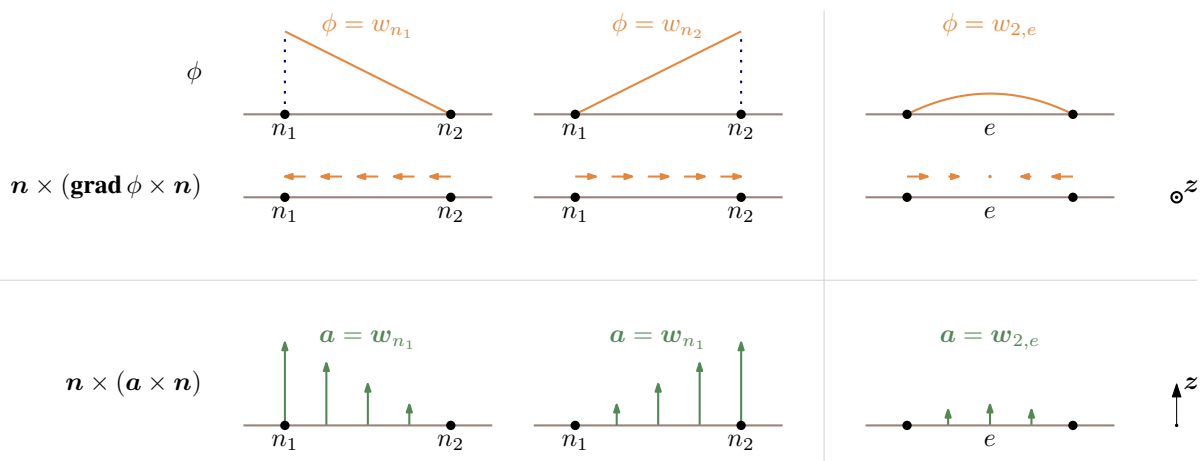 ϕ = w_{n_1} ϕ = w_{n_2} ϕ = w_{2,e}
ϕ
n_1 n_2 n_1 n_2 e
n × (grad ϕ × n) z
n_1 n_2 n_1 n_2 e
a = w_{n_1} a = w_{n_1} a = w_{2,e}
n × (a × n) z
n_1 n_2 n_1 n_2 e